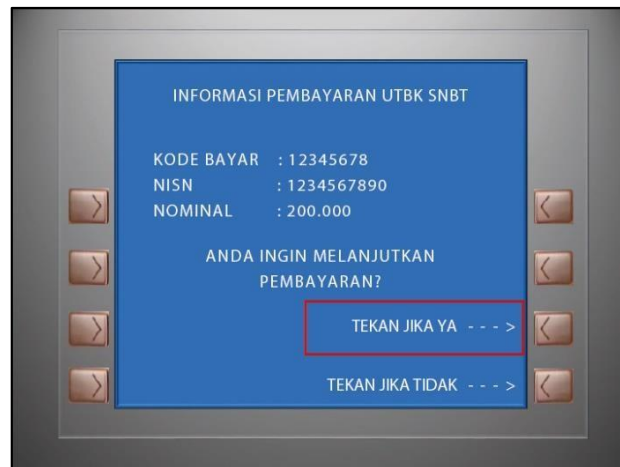 INFORMASI PEMBAYARAN UTBK SNBT
KODE BAYAR : 12345678
NISN : 1234567890
NOMINAL : 200.000
ANDA INGIN MELANJUTKAN
PEMBAYARAN?
TEKAN JIKA YA - - - >
TEKAN JIKA TIDAK - - - >